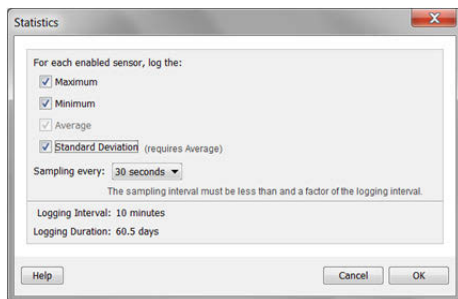 Statistics
For each enabled sensor, log the:
Maximum
Minimum
Average
Standard Deviation (requires Average)
Sampling every: 30 seconds
The sampling interval must be less than and a factor of the logging interval.
Logging Interval: 10 minutes
Logging Duration: 60.5 days
Help Cancel OK